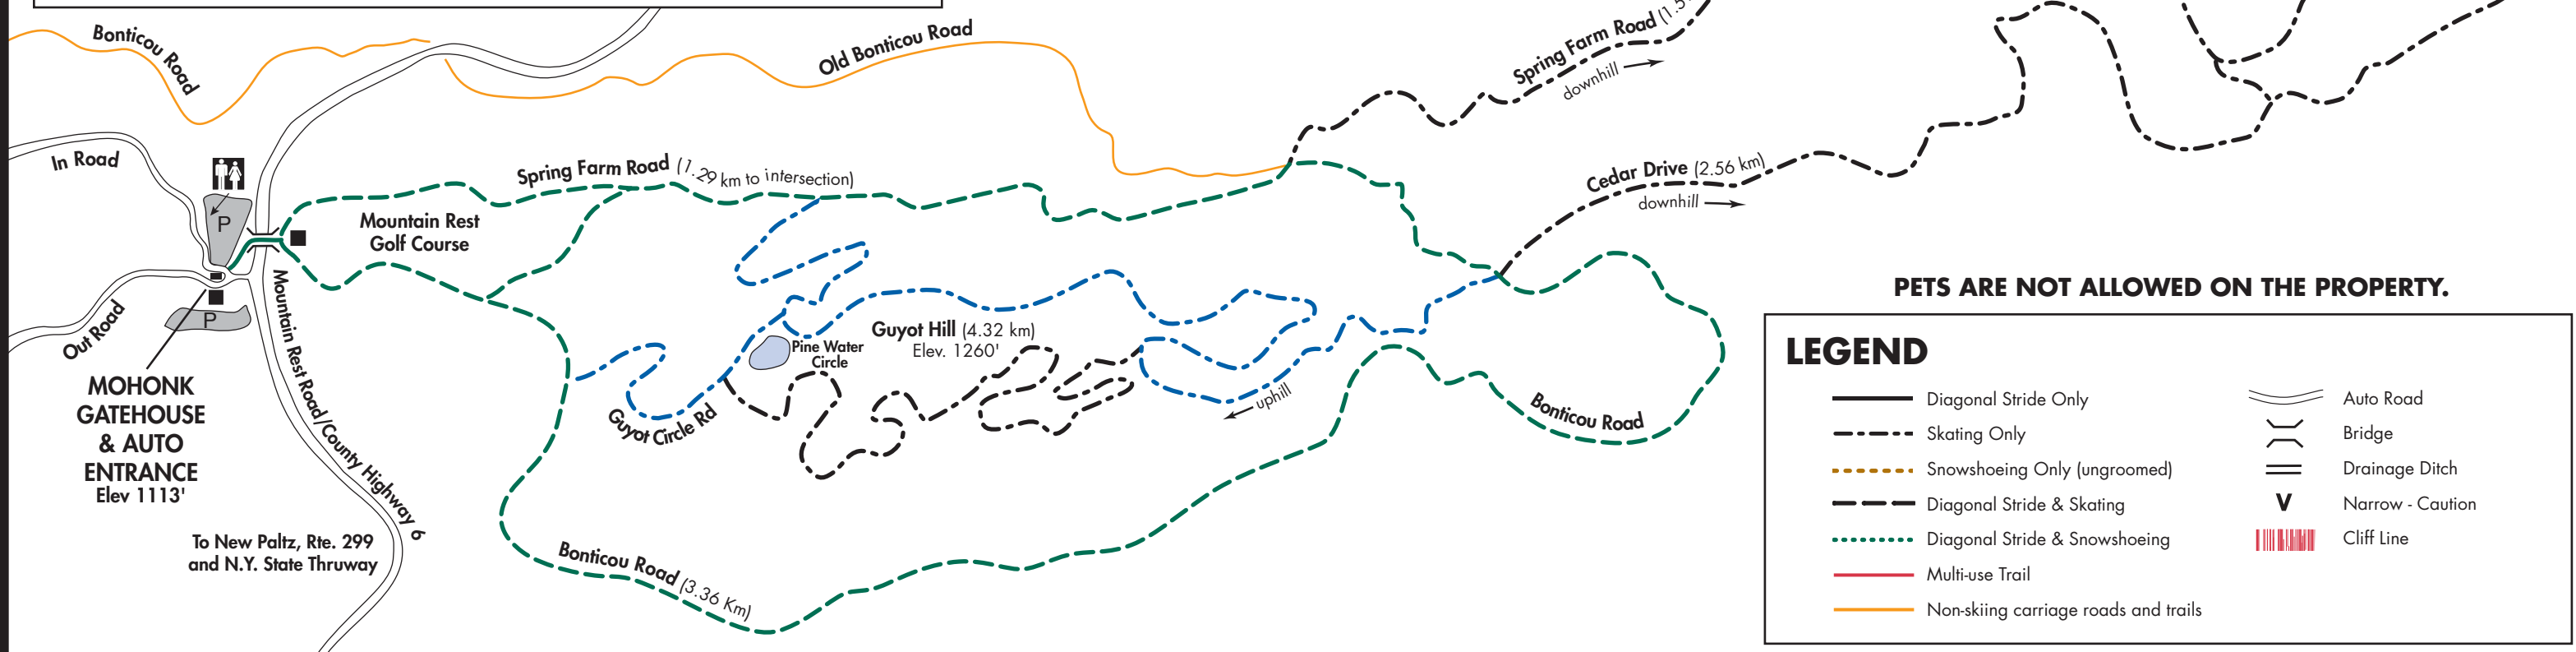 Bonticou Road
Old Bonticou Road
Spring Farm Road (1.5
downhill
In Road
Spring Farm Road (1.29 km to intersection)
Cedar Drive (2.56 km)
downhill
P
Mountain Rest
Golf Course
PETS ARE NOT ALLOWED ON THE PROPERTY.
Out Road
P
Mountain Rest Road/County Highway 6
Guyot Hill (4.32 km)
Elev. 1260'
Pine Water
Circle
MOHONK
GATEHOUSE
& AUTO
ENTRANCE
Elev 1113'
Guyot Circle Rd
uphill
Bonticou Road
To New Paltz, Rte. 299
and N.Y. State Thruway
Bonticou Road (3.36 Km)
LEGEND
Diagonal Stride Only
Skating Only
Snowshoeing Only (ungroomed)
Diagonal Stride & Skating
Diagonal Stride & Snowshoeing
Multi-use Trail
Non-skiing carriage roads and trails
Auto Road
Bridge
Drainage Ditch
V Narrow - Caution
Cliff Line